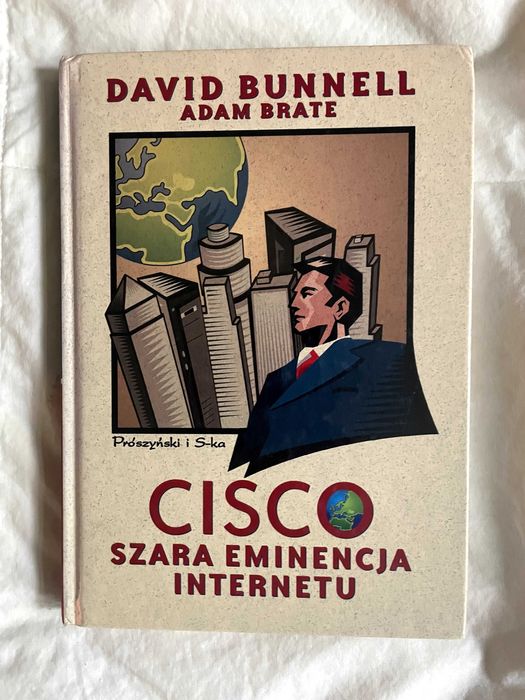 DAVID BUNNELL
ADAM BRATE
Prószyński i S-ka
CISCO
SZARA EMINENCJA
INTERNETU